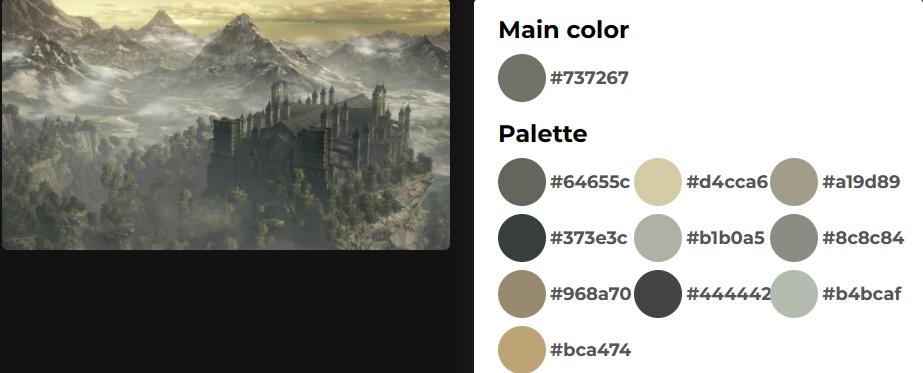 Main color
#737267
Palette
#64655c #d4cca6 #a19d89
#373e3c #b1b0a5 #8c8c84
#968a70 #444442 #b4bcaf
#bca474